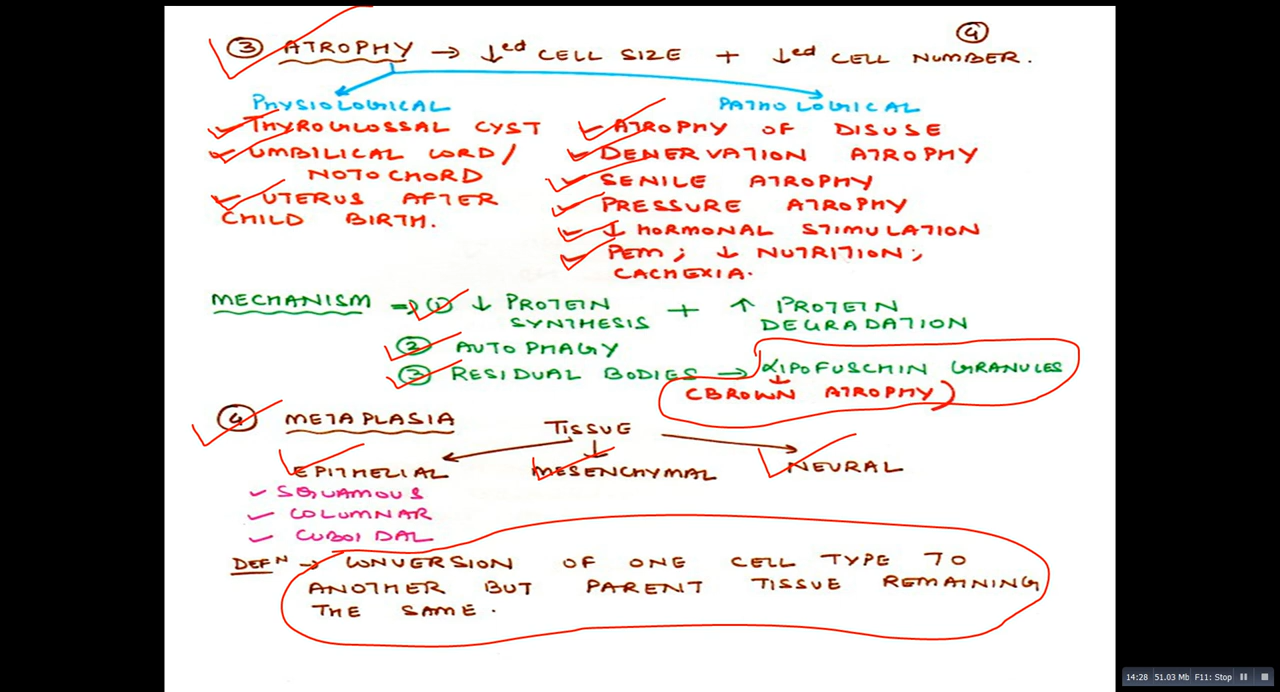 4
③ ATROPHY → ↓ed CELL SIZE + ↓ed CELL NUMBER.
PHYSIOLOGICAL
THYROGLOSSAL CYST
UMBILICAL CORD/
NOTOCHORD
UTERUS AFTER
CHILD BIRTH.
PATHOLOGICAL
ATROPHY OF DISUSE
DENERVATION ATROPHY
SENILE ATROPHY
PRESSURE ATROPHY
↓ HORMONAL STIMULATION
PEM; ↓ NUTRITION;
CACHEXIA.
MECHANISM ⇒ ① ↓ PROTEIN SYNTHESIS + ↑ PROTEIN DEGRADATION
② AUTOPHAGY
③ RESIDUAL BODIES → LIPOFUSCHIN GRANULES
↓
(BROWN ATROPHY)
④ METAPLASIA TISSUE
EPITHELIAL MESENCHYMAL NEURAL
SQUAMOUS
COLUMNAR
CUBOIDAL
DEFN → CONVERSION OF ONE CELL TYPE TO
ANOTHER BUT PARENT TISSUE REMAINING
THE SAME.
14:28 51.03 Mb F11: Stop